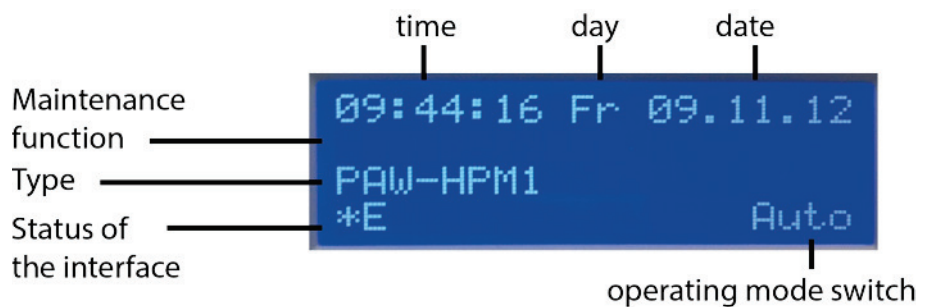 time day date
Maintenance
function
09:44:16 Fr 09.11.12
Type
PAW-HPM1
Status of
the interface
*E Auto
operating mode switch